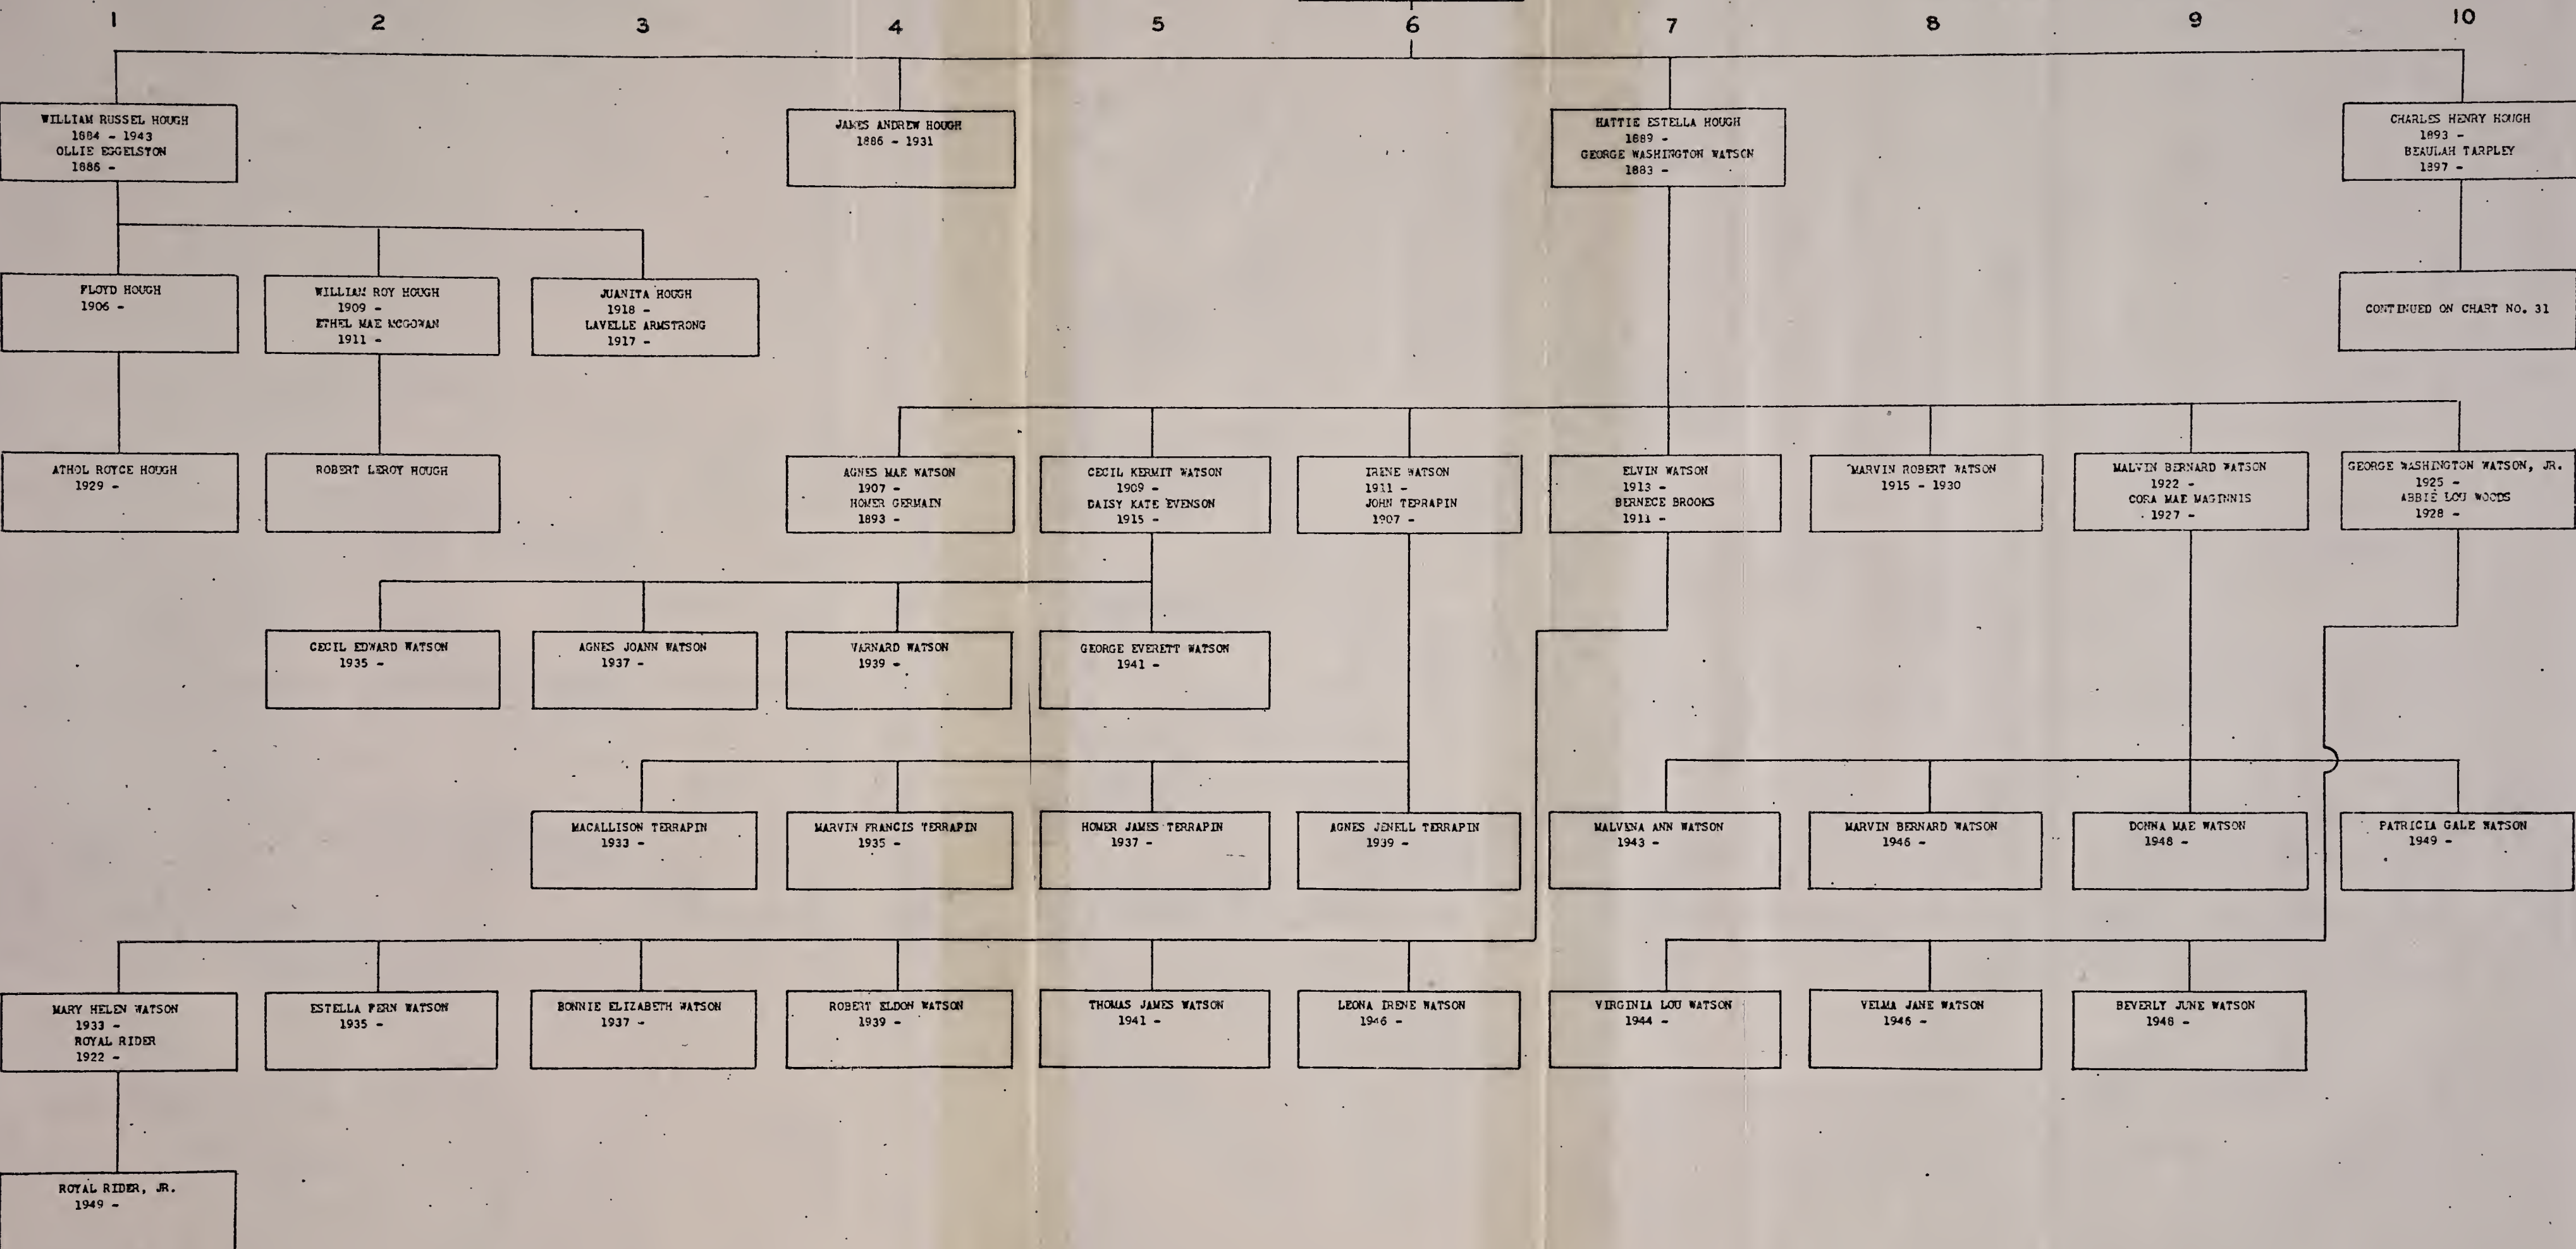 1 2 3 4 5 6 7 8 9 10
WILLIAM RUSSEL HOUGH
1884 - 1943
OLLIE EGGELSTON
1886 -
JAMES ANDREW HOUGH
1886 - 1931
HATTIE ESTELLA HOUGH
1889 -
GEORGE WASHINGTON WATSON
1883 -
CHARLES HENRY HOUGH
1893 -
BEAULAH TARPLEY
1897 -
FLOYD HOUGH
1906 -
WILLIAM ROY HOUGH
1909 -
ETHEL MAE MCGOWAN
1911 -
JUANITA HOUGH
1918 -
LAVELLE ARMSTRONG
1917 -
CONTINUED ON CHART NO. 31
ATHOL ROYCE HOUGH
1929 -
ROBERT LEROY HOUGH
AGNES MAE WATSON
1907 -
HOMER GERMAIN
1893 -
CECIL KERMIT WATSON
1909 -
DAISY KATE EVENSON
1915 -
IRENE WATSON
1911 -
JOHN TERRAPIN
1907 -
ELVIN WATSON
1913 -
BERNECE BROOKS
1911 -
MARVIN ROBERT WATSON
1915 - 1930
MALVIN BERNARD WATSON
1922 -
CORA MAE MAGINNIS
1927 -
GEORGE WASHINGTON WATSON, JR.
1925 -
ABBIE LOU WOODS
1928 -
CECIL EDWARD WATSON
1935 -
AGNES JOANN WATSON
1937 -
VARNARD WATSON
1939 -
GEORGE EVERETT WATSON
1941 -
MACALLISON TERRAPIN
1933 -
MARVIN FRANCIS TERRAPIN
1935 -
HOMER JAMES TERRAPIN
1937 -
AGNES JENELL TERRAPIN
1939 -
MALVENA ANN WATSON
1943 -
MARVIN BERNARD WATSON
1946 -
DONNA MAE WATSON
1948 -
PATRICIA GALE WATSON
1949 -
MARY HELEN WATSON
1933 -
ROYAL RIDER
1922 -
ESTELLA FERN WATSON
1935 -
BONNIE ELIZABETH WATSON
1937 -
ROBERT ELDON WATSON
1939 -
THOMAS JAMES WATSON
1941 -
LEONA IRENE WATSON
1946 -
VIRGINIA LOU WATSON
1944 -
VELMA JANE WATSON
1946 -
BEVERLY JUNE WATSON
1948 -
ROYAL RIDER, JR.
1949 -